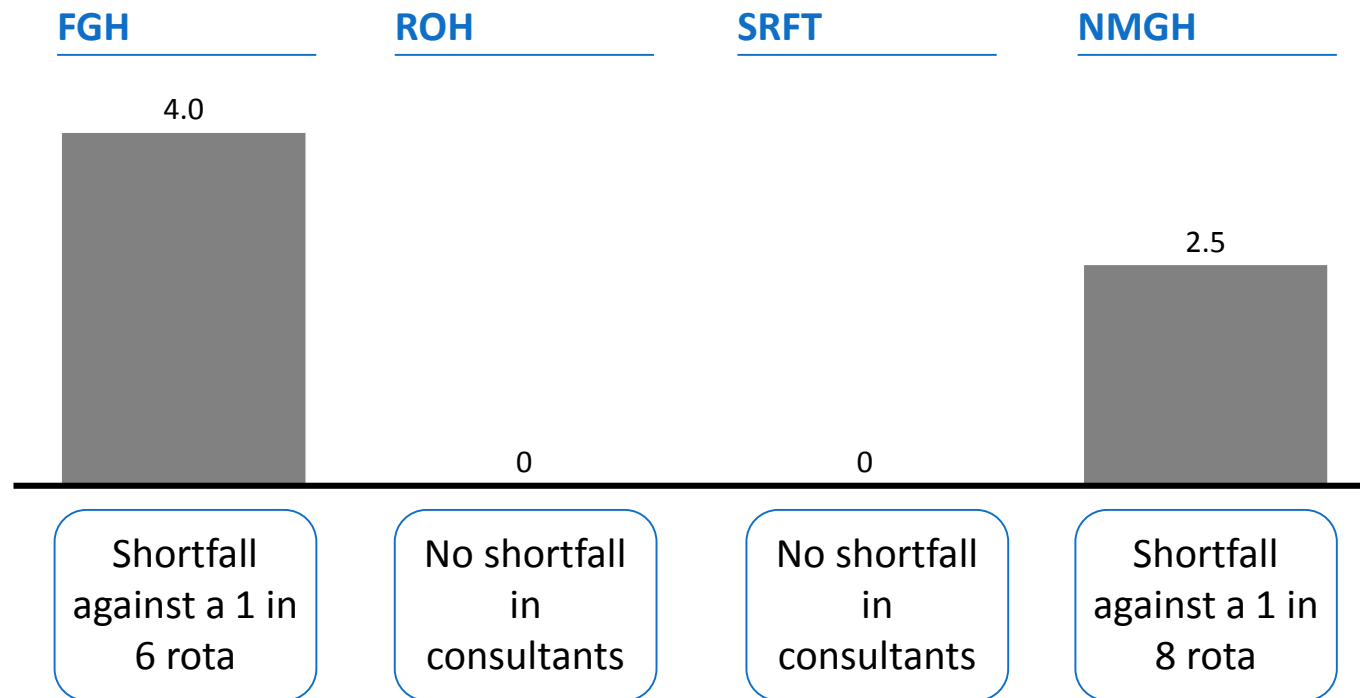 FGH
ROH
SRFT
NMGH
4.0
0
0
2.5
Shortfall
against a 1 in
6 rota
No shortfall
in
consultants
No shortfall
in
consultants
Shortfall
against a 1 in
8 rota